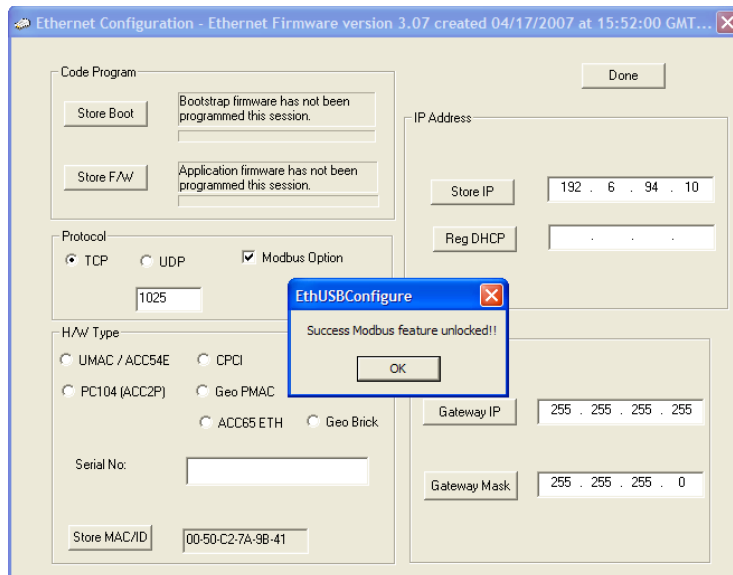 Ethernet Configuration - Ethernet Firmware version 3.07 created 04/17/2007 at 15:52:00 GMT...
Code Program
Store Boot
Bootstrap firmware has not been
programmed this session.
Store F/W
Application firmware has not been
programmed this session.
Done
IP Address
Store IP
192 . 6 . 94 . 10
Reg DHCP
. . .
Protocol
TCP
UDP
Modbus Option
1025
EthUSBConfigure
Success Modbus feature unlocked!!
OK
H/W Type
UMAC / ACC54E
CPCI
PC104 (ACC2P)
Geo PMAC
ACC65 ETH
Geo Brick
Serial No:
Store MAC/ID
00-50-C2-7A-9B-41
Gateway IP
255 . 255 . 255 . 255
Gateway Mask
255 . 255 . 255 . 0